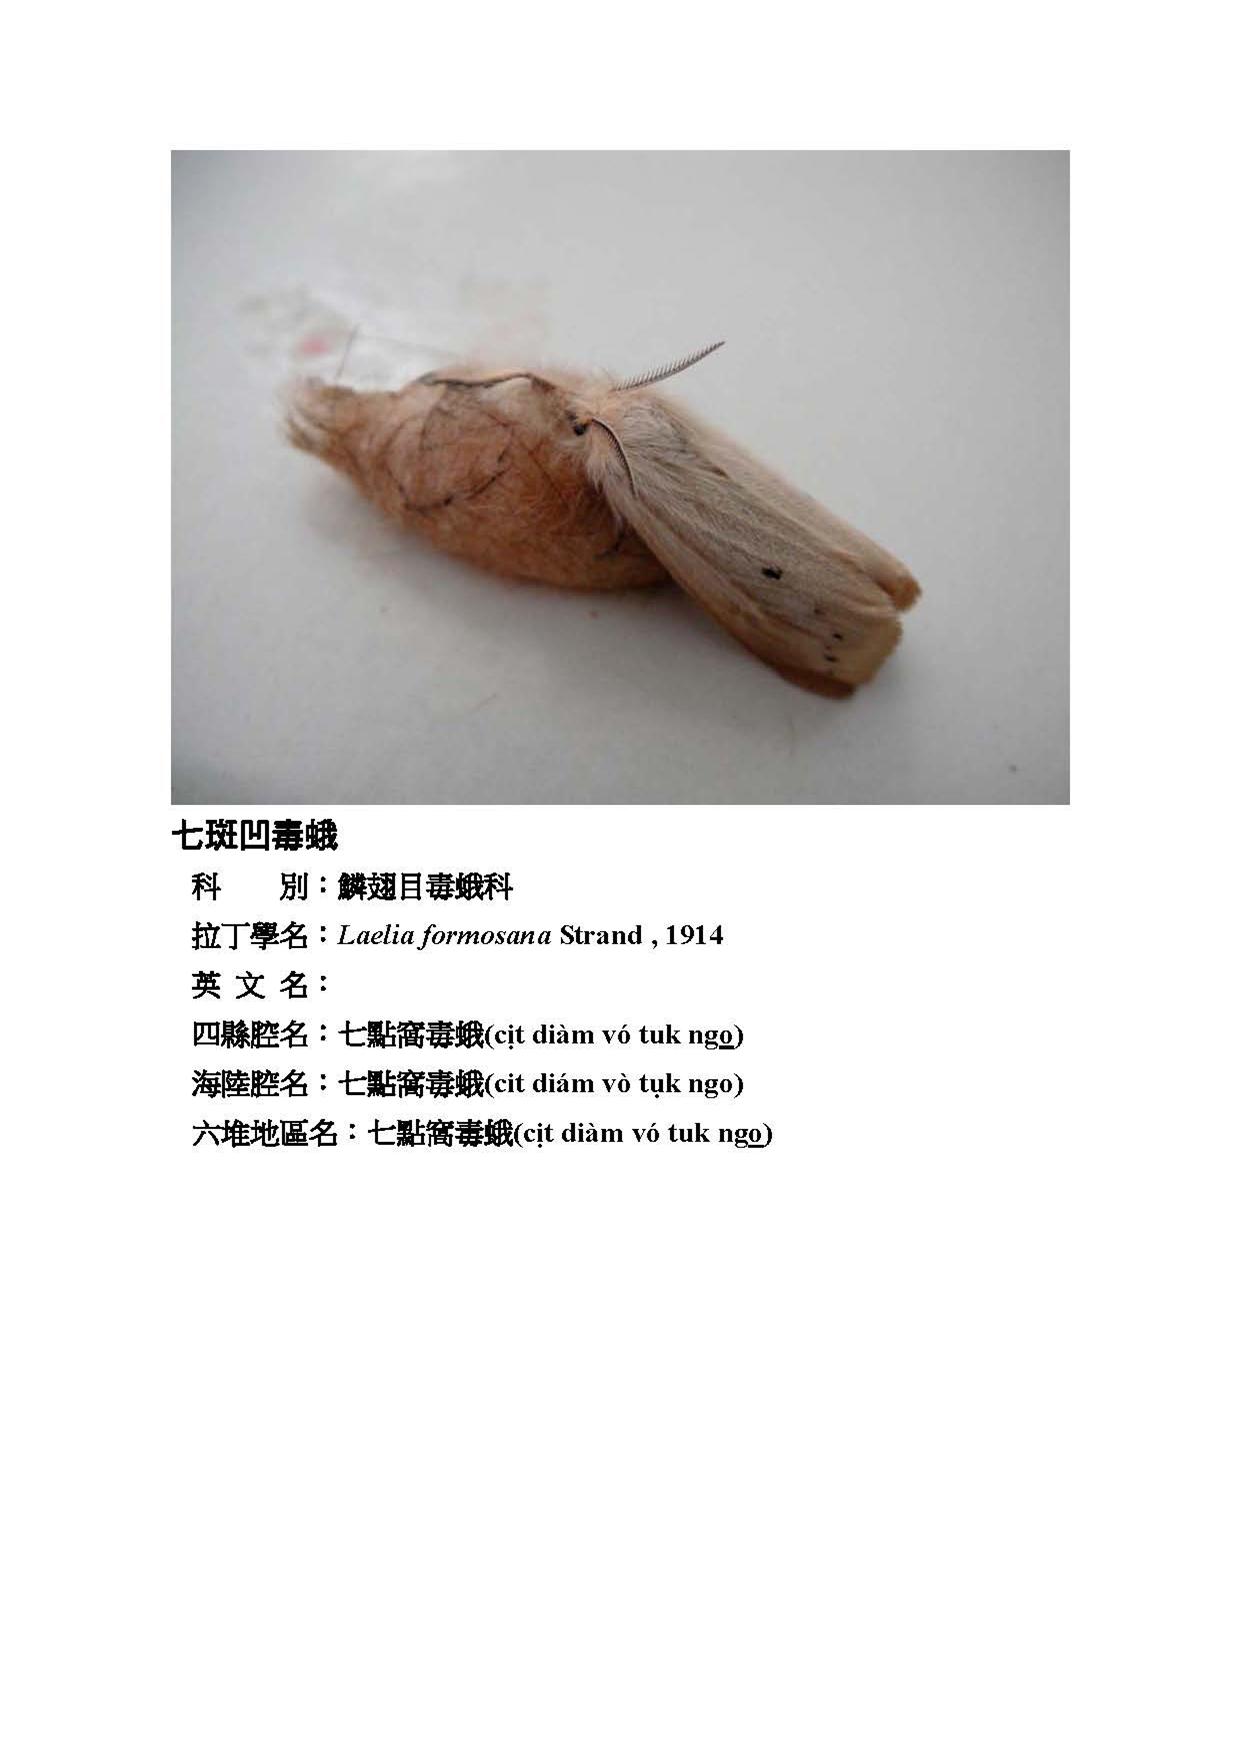 七斑凹毒蛾
科　　別：鱗翅目毒蛾科
拉丁學名：Laelia formosana Strand , 1914
英 文 名：
四縣腔名：七點窩毒蛾(cịt diàm vó tuk ngo̲)
海陸腔名：七點窩毒蛾(cit diám vò tụk ngo)
六堆地區名：七點窩毒蛾(cịt diàm vó tuk ngo̲)